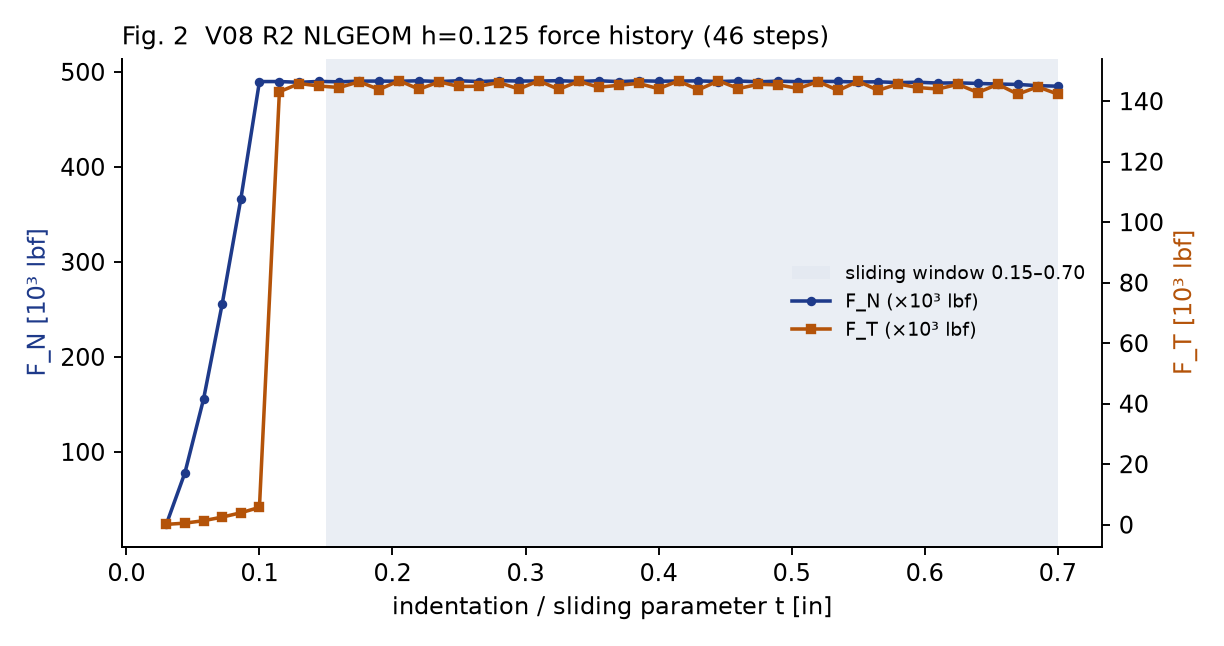 Fig. 2  V08 R2 NLGEOM h=0.125 force history (46 steps)
500
400
300
200
100
F_N [10³ lbf]
140
120
100
80
60
40
20
0
F_T [10³ lbf]
sliding window 0.15–0.70
F_N (×10³ lbf)
F_T (×10³ lbf)
0.0 0.1 0.2 0.3 0.4 0.5 0.6 0.7
indentation / sliding parameter t [in]